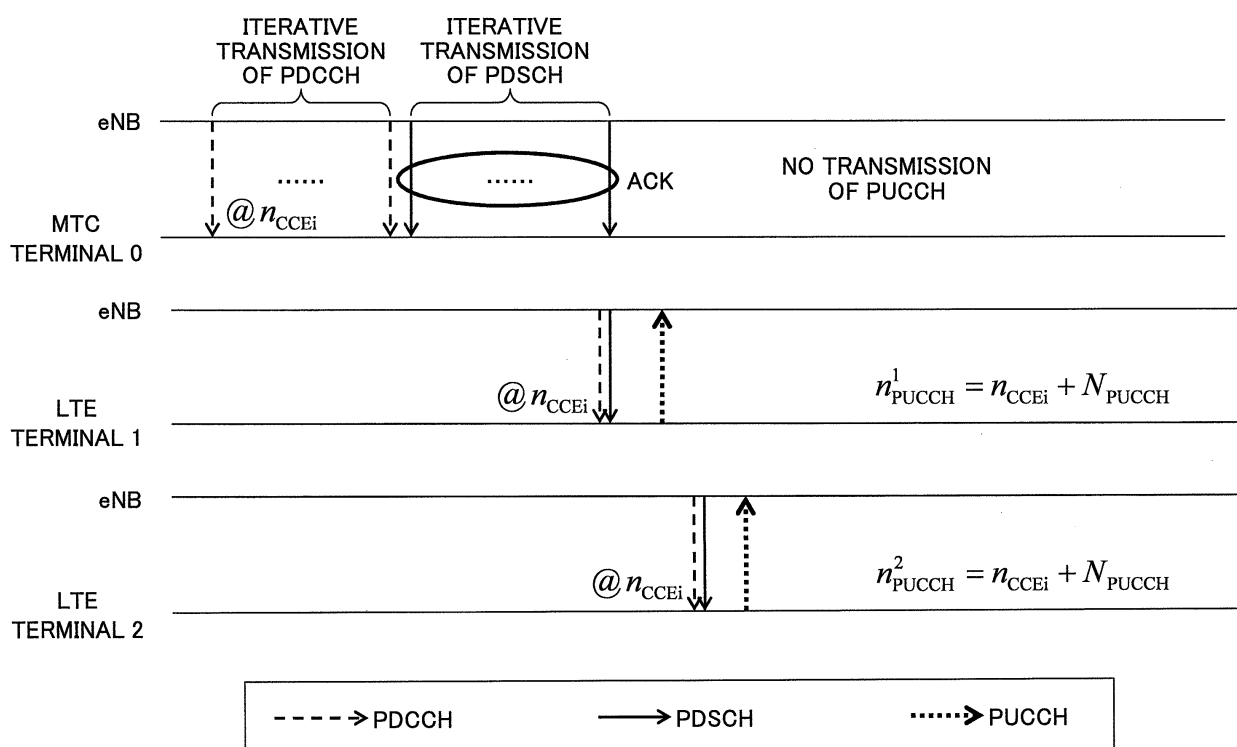 ITERATIVE
TRANSMISSION
OF PDCCH
ITERATIVE
TRANSMISSION
OF PDSCH
eNB
......
......
ACK
NO TRANSMISSION
OF PUCCH
@ n_CCEi
MTC
TERMINAL 0
eNB
@ n_CCEi
n^1_PUCCH = n_CCEi + N_PUCCH
LTE
TERMINAL 1
eNB
@ n_CCEi
n^2_PUCCH = n_CCEi + N_PUCCH
LTE
TERMINAL 2
PDCCH
PDSCH
PUCCH